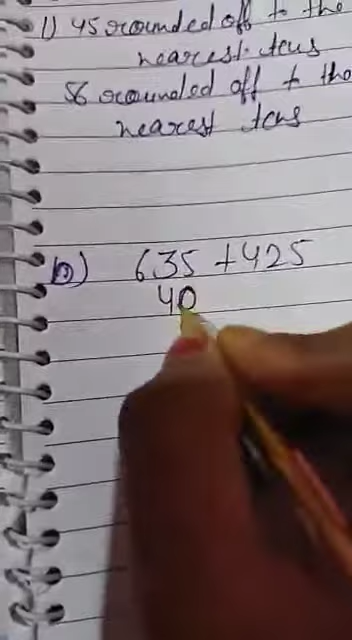 1) 45 rounded off to the
nearest tens
56 rounded off to the
nearest tens
b) 635 + 425
40